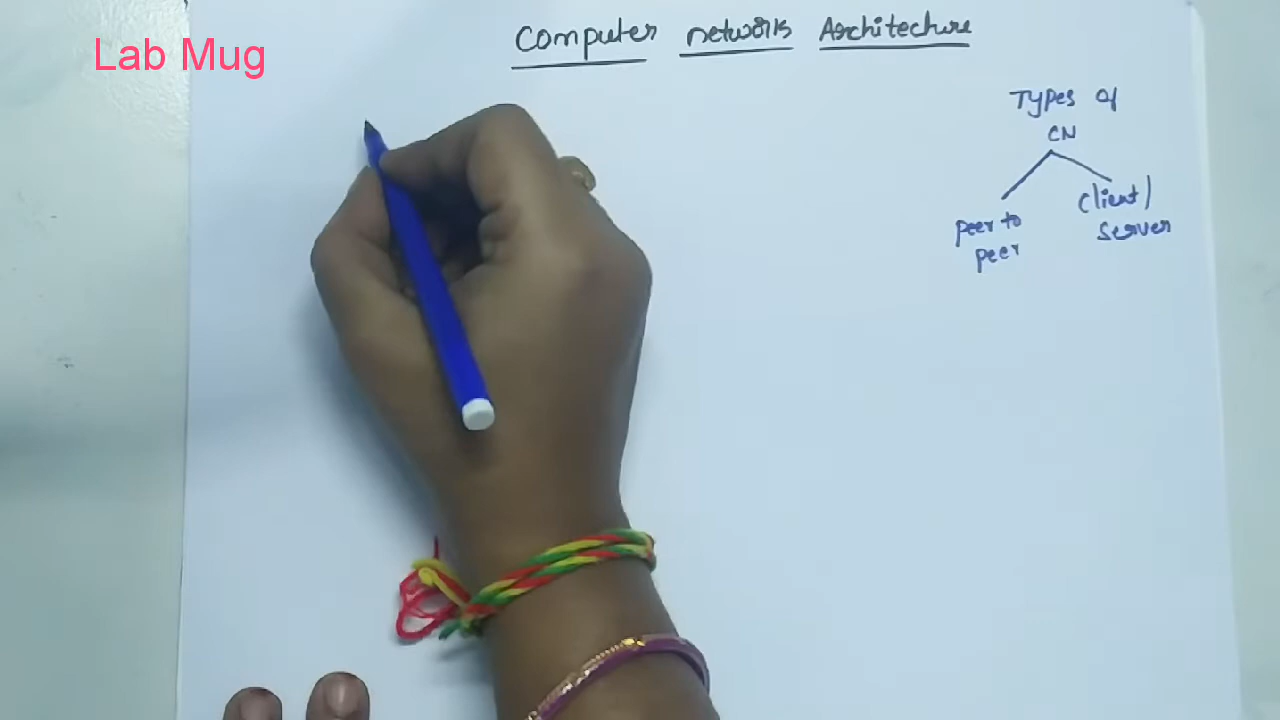 Lab Mug
Computer networks Architecture
Types of
CN
peer to
peer
client/
server